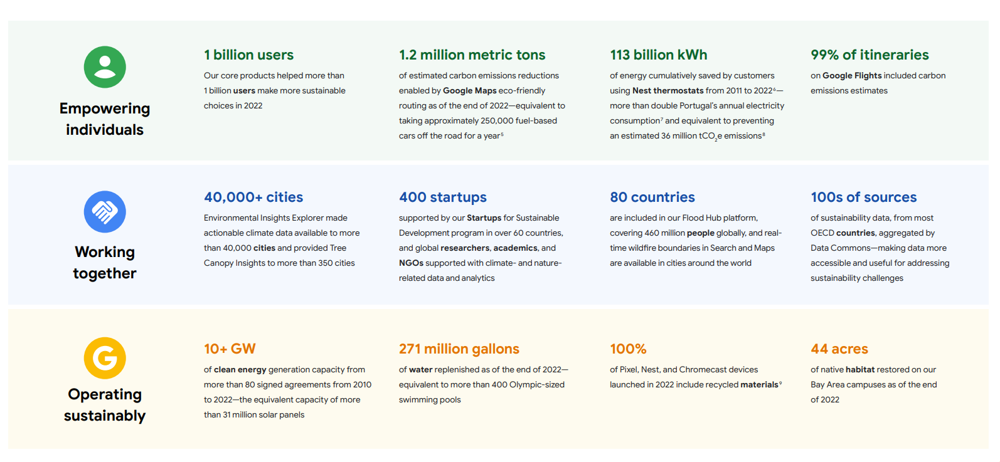 Empowering
individuals
1 billion users
Our core products helped more than
1 billion users make more sustainable
choices in 2022
1.2 million metric tons
of estimated carbon emissions reductions
enabled by Google Maps eco-friendly
routing as of the end of 2022—equivalent to
taking approximately 250,000 fuel-based
cars off the road for a year⁵
113 billion kWh
of energy cumulatively saved by customers
using Nest thermostats from 2011 to 2022⁶—
more than double Portugal's annual electricity
consumption⁷ and equivalent to preventing
an estimated 36 million tCO₂e emissions⁸
99% of itineraries
on Google Flights included carbon
emissions estimates
Working
together
40,000+ cities
Environmental Insights Explorer made
actionable climate data available to more
than 40,000 cities and provided Tree
Canopy Insights to more than 350 cities
400 startups
supported by our Startups for Sustainable
Development program in over 60 countries,
and global researchers, academics, and
NGOs supported with climate- and nature-
related data and analytics
80 countries
are included in our Flood Hub platform,
covering 460 million people globally, and real-
time wildfire boundaries in Search and Maps
are available in cities around the world
100s of sources
of sustainability data, from most
OECD countries, aggregated by
Data Commons—making data more
accessible and useful for addressing
sustainability challenges
Operating
sustainably
10+ GW
of clean energy generation capacity from
more than 80 signed agreements from 2010
to 2022—the equivalent capacity of more
than 31 million solar panels
271 million gallons
of water replenished as of the end of 2022—
equivalent to more than 400 Olympic-sized
swimming pools
100%
of Pixel, Nest, and Chromecast devices
launched in 2022 include recycled materials⁹
44 acres
of native habitat restored on our
Bay Area campuses as of the end
of 2022